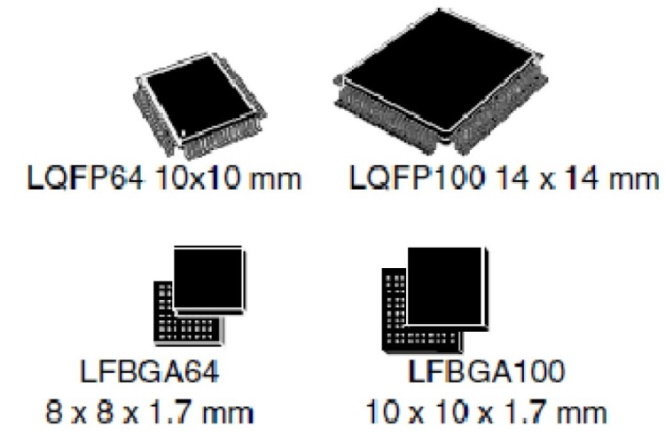 LQFP64 10x10 mm
LQFP100 14 x 14 mm
LFBGA64
8 x 8 x 1.7 mm
LFBGA100
10 x 10 x 1.7 mm